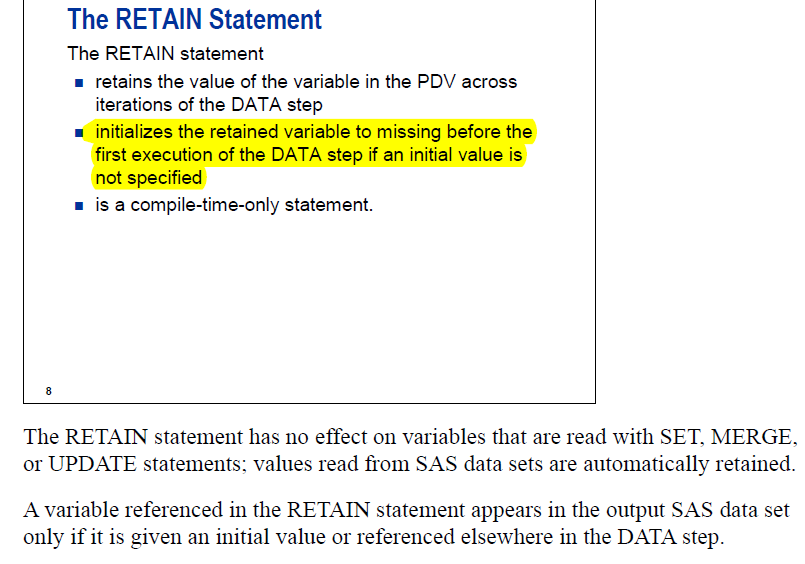 The RETAIN Statement
The RETAIN statement
■ retains the value of the variable in the PDV across
iterations of the DATA step
■ initializes the retained variable to missing before the
first execution of the DATA step if an initial value is
not specified
■ is a compile-time-only statement.
8
The RETAIN statement has no effect on variables that are read with SET, MERGE,
or UPDATE statements; values read from SAS data sets are automatically retained.
A variable referenced in the RETAIN statement appears in the output SAS data set
only if it is given an initial value or referenced elsewhere in the DATA step.